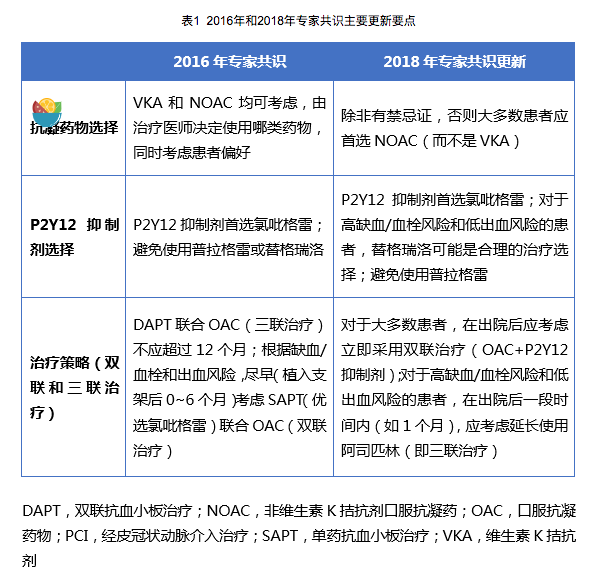 表1 2016年和2018年专家共识主要更新要点
2016 年专家共识
2018 年专家共识更新
抗凝药物选择
VKA 和 NOAC 均可考虑，由
治疗医师决定使用哪类药物，
同时考虑患者偏好
除非有禁忌证，否则大多数患者应
首选 NOAC（而不是 VKA）
P2Y12 抑制
剂选择
P2Y12 抑制剂首选氯吡格雷；
避免使用普拉格雷或替格瑞洛
P2Y12 抑制剂首选氯吡格雷；对于
高缺血/血栓风险和低出血风险的患
者，替格瑞洛可能是合理的治疗选
择；避免使用普拉格雷
治疗策略（双
联和三联治
疗）
DAPT 联合 OAC（三联治疗）
不应超过 12 个月；根据缺血/
血栓和出血风险，尽早（植入支
架后 0~6 个月）考虑 SAPT（优
选氯吡格雷）联合 OAC（双联
治疗）
对于大多数患者，在出院后应考虑
立即采用双联治疗（OAC+P2Y12
抑制剂）；对于高缺血/血栓风险和低
出血风险的患者，在出院后一段时
间内（如 1 个月），应考虑延长使用
阿司匹林（即三联治疗）
DAPT，双联抗血小板治疗；NOAC，非维生素 K 拮抗剂口服抗凝药；OAC，口服抗凝
药物；PCI，经皮冠状动脉介入治疗；SAPT，单药抗血小板治疗；VKA，维生素 K 拮抗
剂